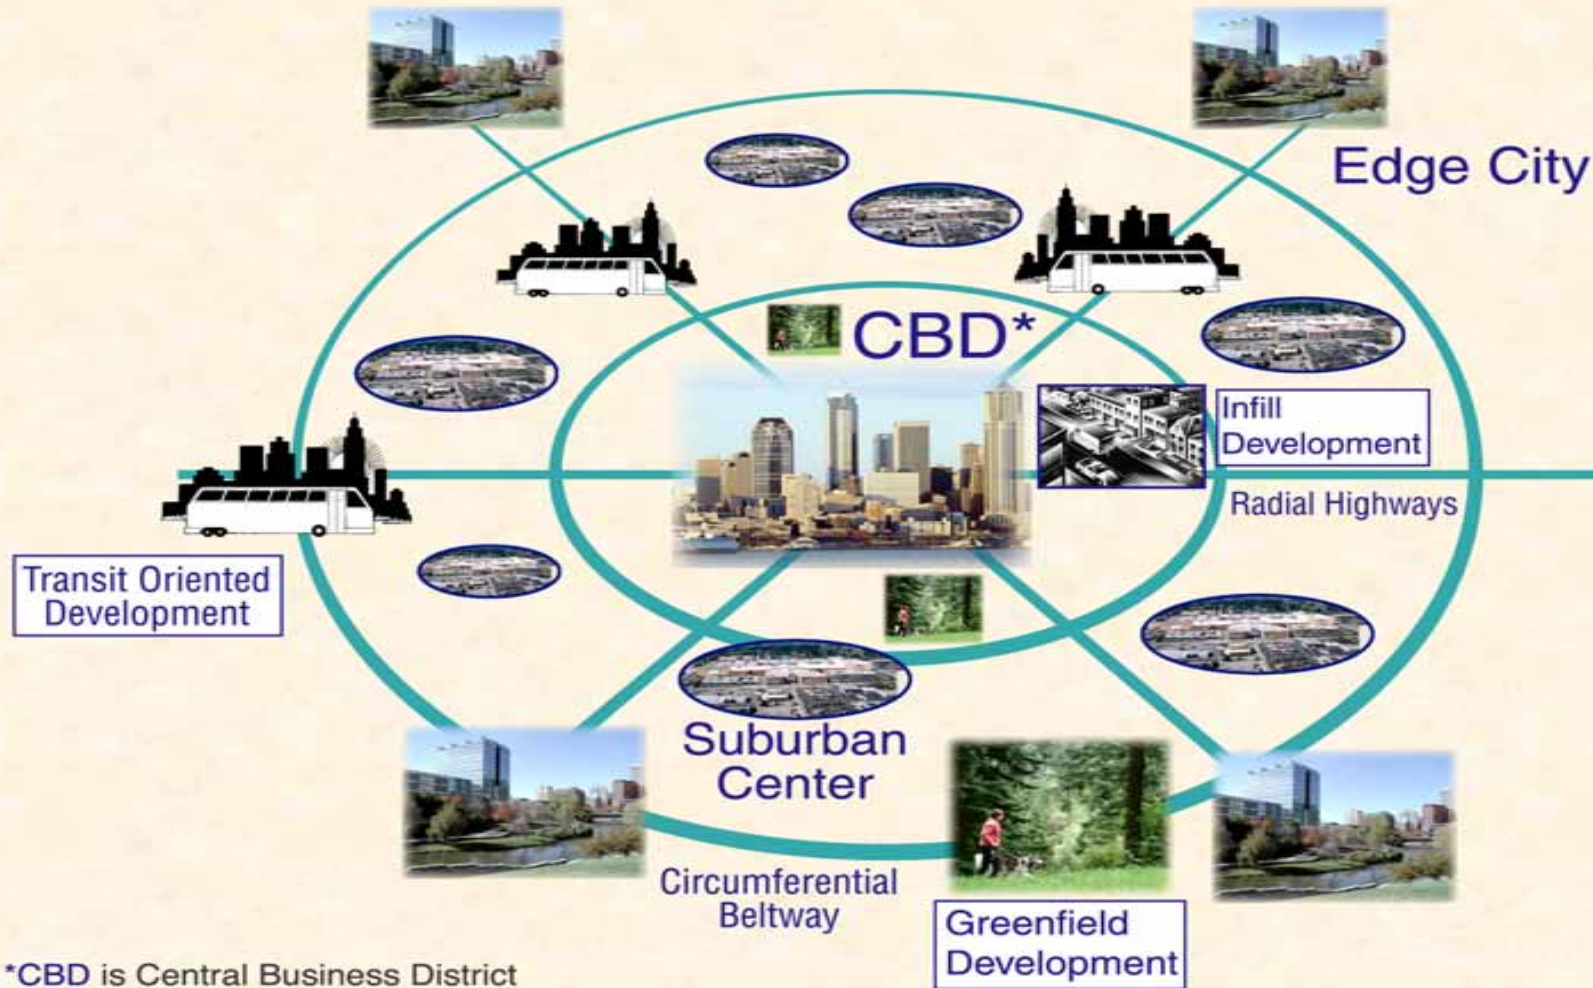 Edge City
CBD*
Infill
Development
Radial Highways
Transit Oriented
Development
Suburban
Center
Circumferential
Beltway
Greenfield
Development
*CBD is Central Business District